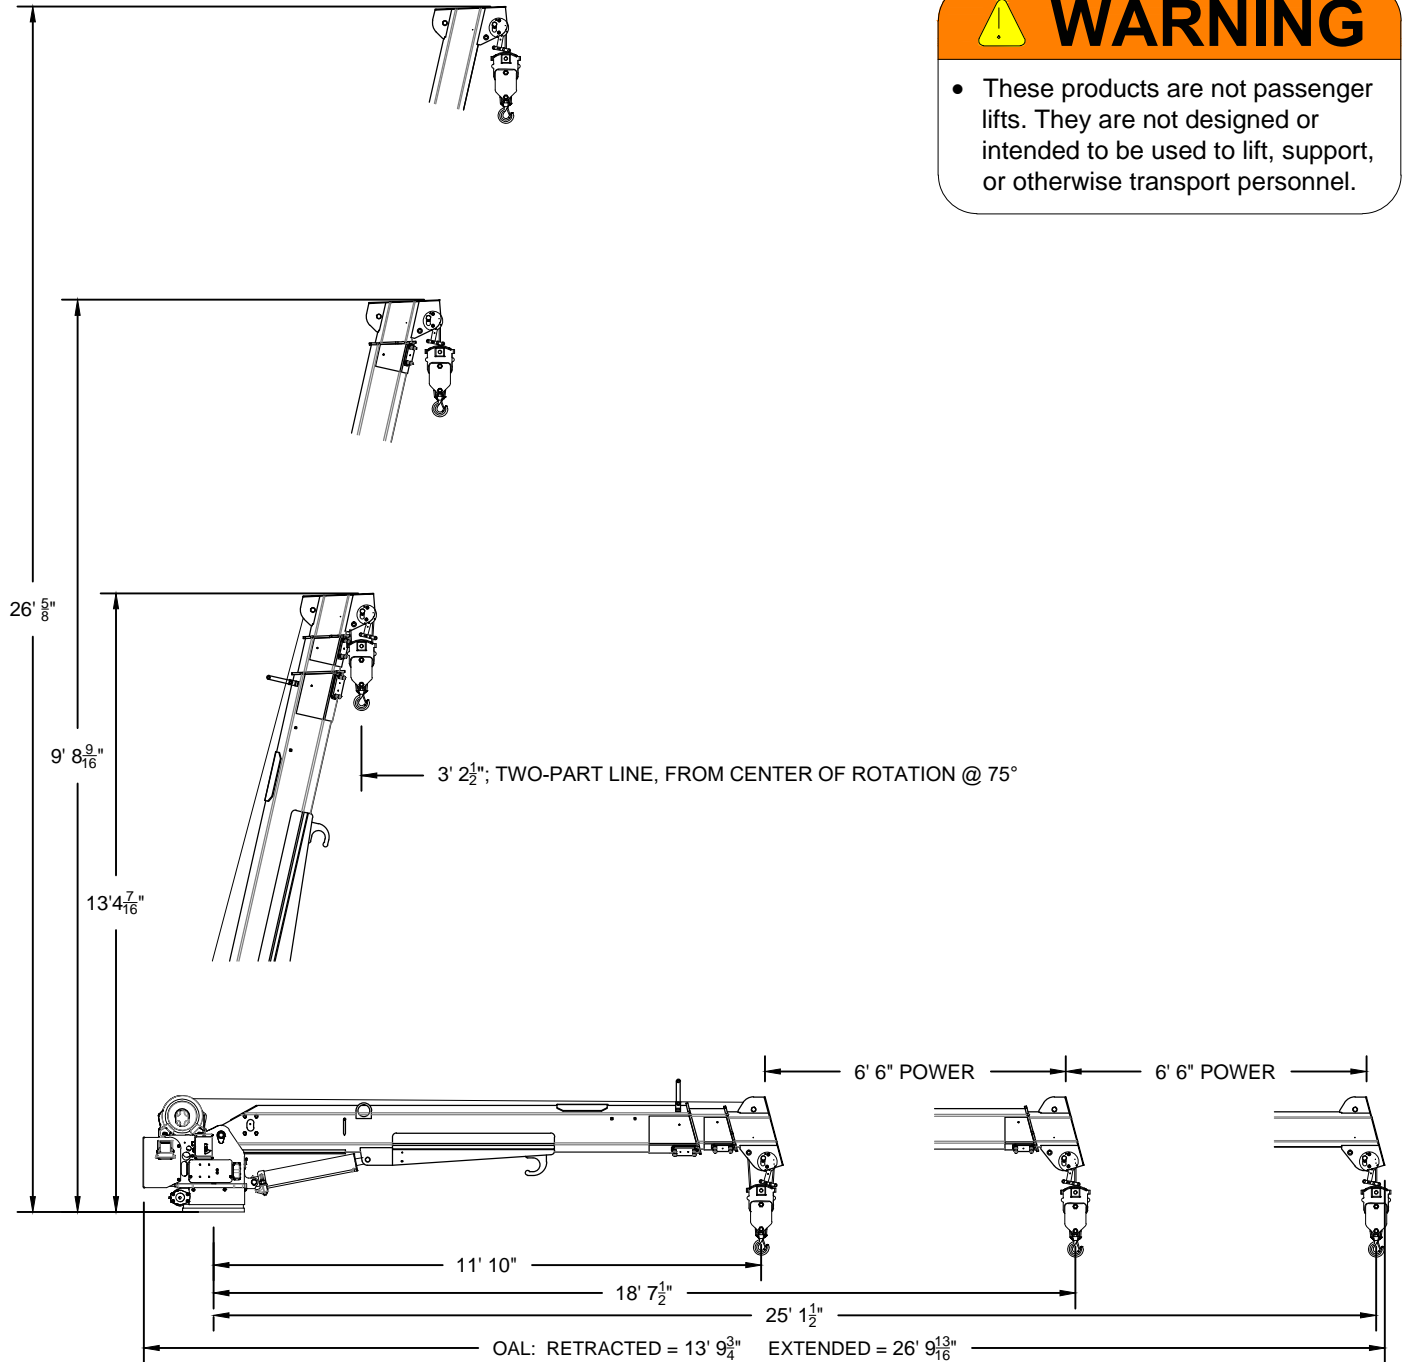 WARNING
• These products are not passenger
lifts. They are not designed or
intended to be used to lift, support,
or otherwise transport personnel.
26' 5/8"
9' 8 9/16"
3' 2 1/2"; TWO-PART LINE, FROM CENTER OF ROTATION @ 75°
13'4 7/16"
6' 6" POWER
6' 6" POWER
11' 10"
18' 7 1/2"
25' 1 1/2"
OAL: RETRACTED = 13' 9 3/4" EXTENDED = 26' 9 13/16"